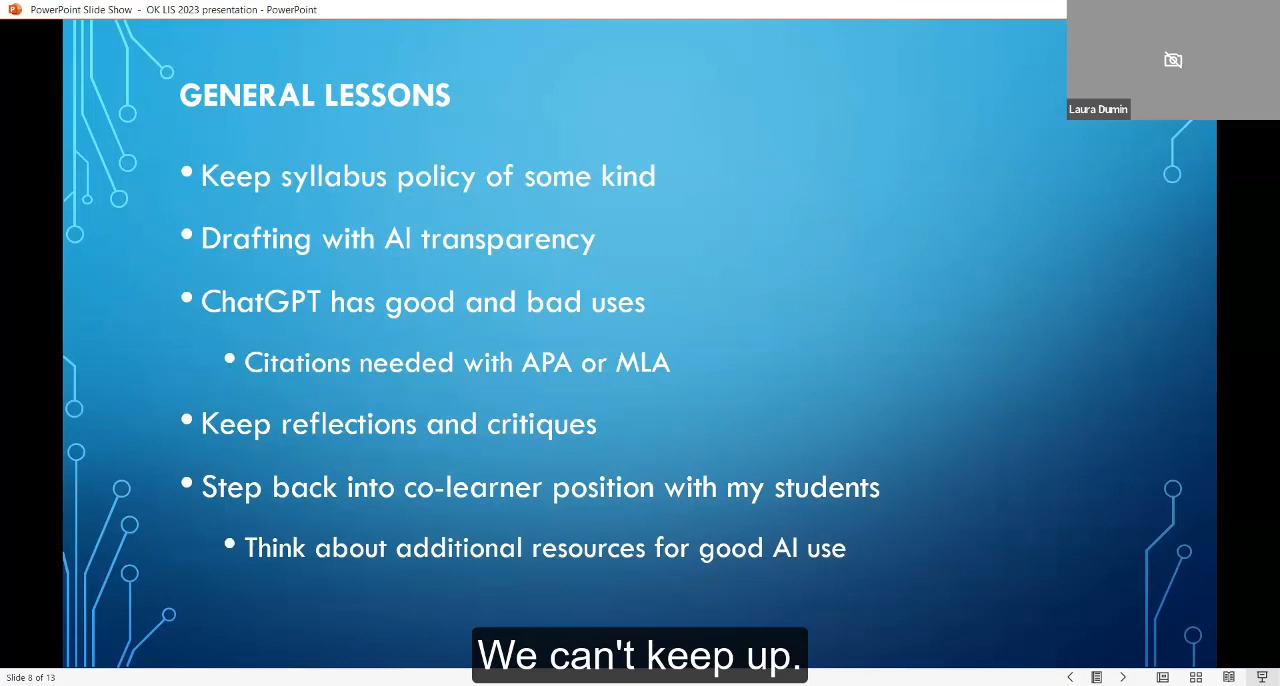 PowerPoint Slide Show - OK LIS 2023 presentation - PowerPoint
Laura Dumin
GENERAL LESSONS
• Keep syllabus policy of some kind
• Drafting with AI transparency
• ChatGPT has good and bad uses
• Citations needed with APA or MLA
• Keep reflections and critiques
• Step back into co-learner position with my students
• Think about additional resources for good AI use
We can't keep up.
Slide 8 of 13